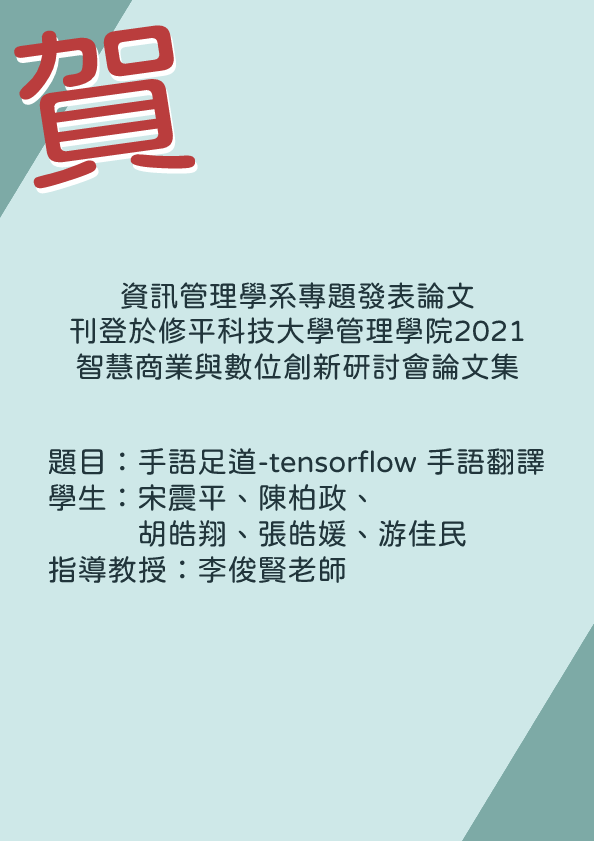 賀
資訊管理學系專題發表論文
刊登於修平科技大學管理學院2021
智慧商業與數位創新研討會論文集
題目：手語足道-tensorflow 手語翻譯
學生：宋震平、陳柏政、
胡皓翔、張皓媛、游佳民
指導教授：李俊賢老師